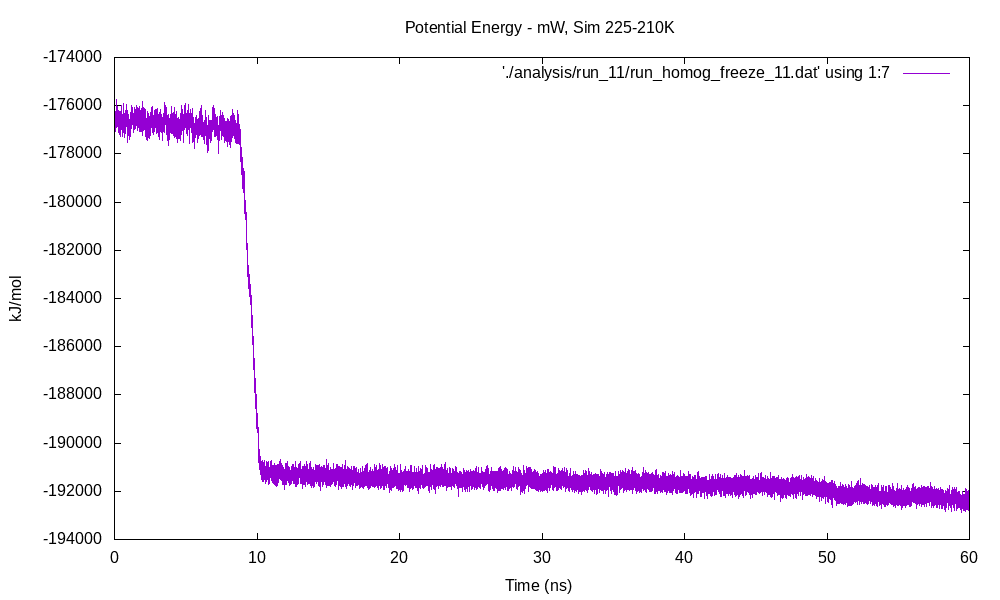 Potential Energy - mW, Sim 225-210K
'./analysis/run_11/run_homog_freeze_11.dat' using 1:7
-174000
-176000
-178000
-180000
-182000
-184000
-186000
-188000
-190000
-192000
-194000
kJ/mol
0 10 20 30 40 50 60
Time (ns)